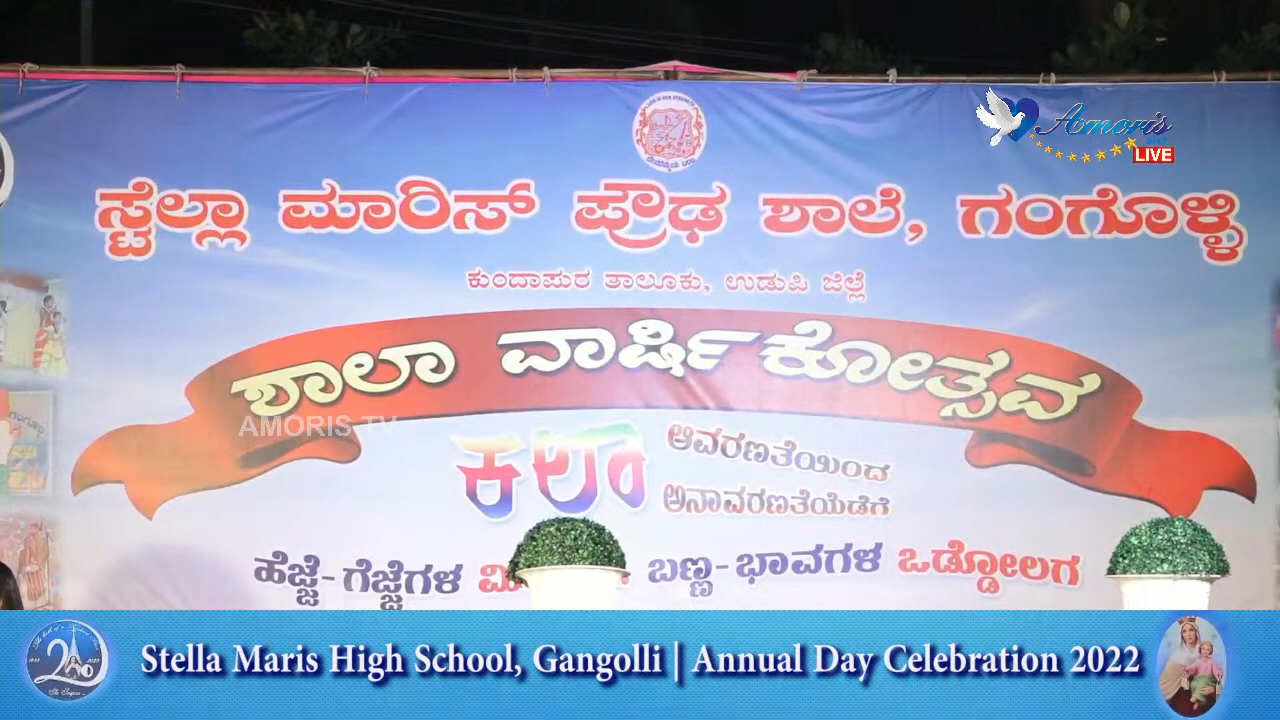 Amoris
LIVE
ಸ್ಟೆಲ್ಲಾ ಮಾರಿಸ್ ಪ್ರೌಢ ಶಾಲೆ, ಗಂಗೊಳ್ಳಿ
ಕುಂದಾಪುರ ತಾಲೂಕು, ಉಡುಪಿ ಜಿಲ್ಲೆ
ಶಾಲಾ ವಾರ್ಷಿಕೋತ್ಸವ
AMORIS TV
ಕಲಾ ಆವರಣತೆಯಿಂದ
ಅನಾವರಣತೆಯೆಡೆಗೆ
ಹೆಜ್ಜೆ-ಗೆಜ್ಜೆಗಳ ಬಣ್ಣ-ಭಾವಗಳ ಒಡ್ಡೋಲಗ
Stella Maris High School, Gangolli | Annual Day Celebration 2022